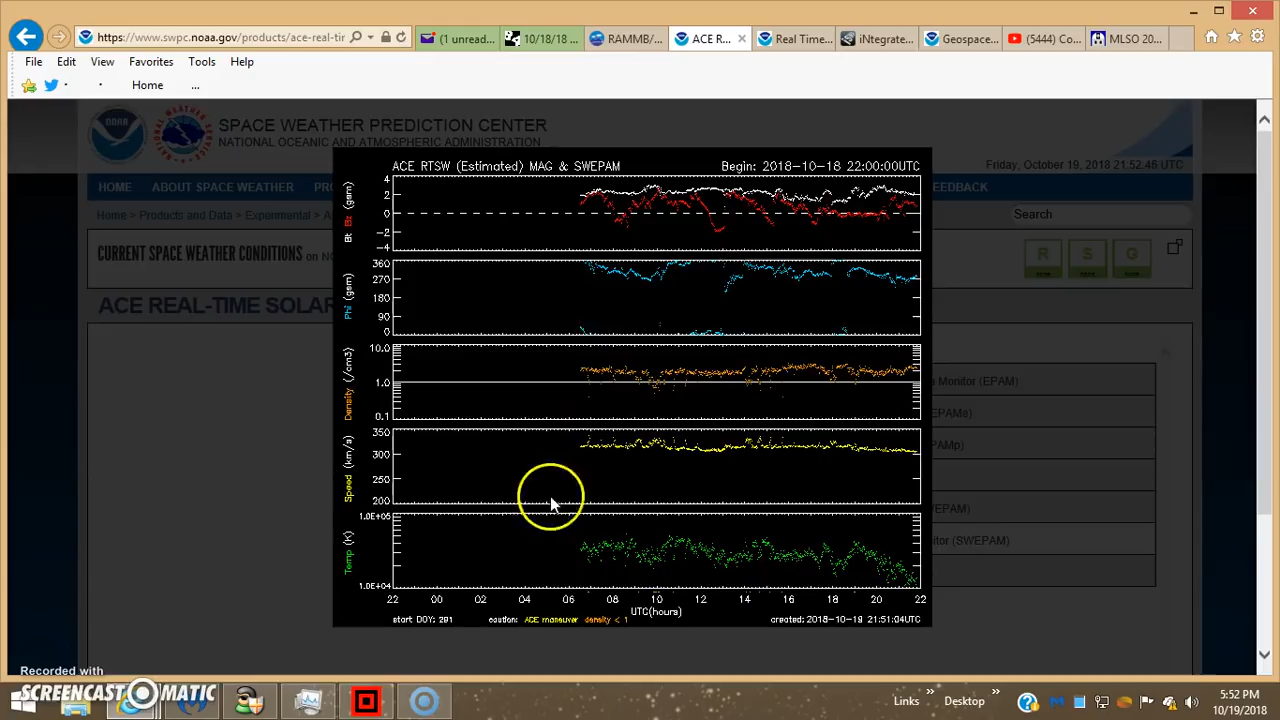 https://www.swpc.noaa.gov/products/ace-real-tir
(1 unread...
10/18/18 ...
RAMMB/...
ACE R...
Real Time...
iNtegrate...
Geospace...
(5444) Co...
MLSO 20...
File Edit View Favorites Tools Help
Home ...
SPACE WEATHER PREDICTION CENTER
NATIONAL OCEANIC AND ATMOSPHERIC ADMINISTRATION
Friday, October 19, 2018 21:52:46 UTC
HOME ABOUT SPACE WEATHER PR FEEDBACK
Home > Products and Data > Experimental > A
Search
CURRENT SPACE WEATHER CONDITIONS on NO
R S G
ACE REAL-TIME SOLAR
a Monitor (EPAM)
PAMe)
PAMp)
EPAM)
itor (SWEPAM)
ACE RTSW (Estimated) MAG & SWEPAM Begin: 2018-10-18 22:00:00UTC
Bt Bz (gsm)
4
2
0
-2
-4
Phi (gsm)
360
270
180
90
0
Density (/cm3)
10.0
1.0
0.1
Speed (km/s)
350
300
250
200
Temp (K)
1.0E+05
1.0E+04
22 00 02 04 06 08 10 12 14 16 18 20 22
UTC(hours)
start DOY: 291 caution: ACE maneuver density < 1 created: 2018-10-19 21:51:04UTC
Recorded with
SCREENCAST MATIC
Links » Desktop »
5:52 PM
10/19/2018